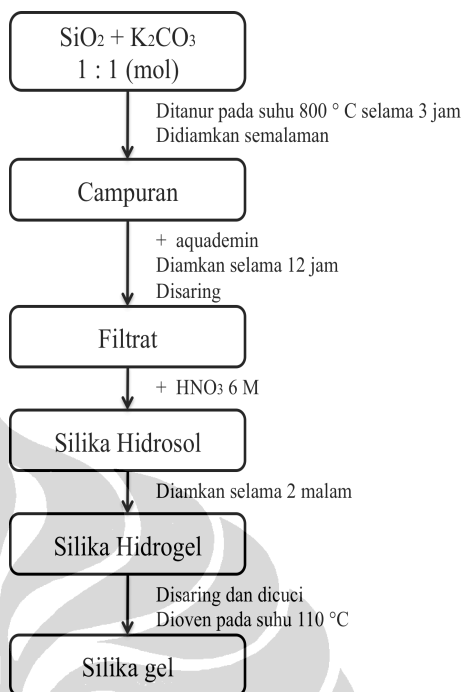 SiO2 + K2CO3
1 : 1 (mol)
Ditanur pada suhu 800 ° C selama 3 jam
Didiamkan semalaman
Campuran
+ aquademin
Diamkan selama 12 jam
Disaring
Filtrat
+ HNO3 6 M
Silika Hidrosol
Diamkan selama 2 malam
Silika Hidrogel
Disaring dan dicuci
Dioven pada suhu 110 °C
Silika gel